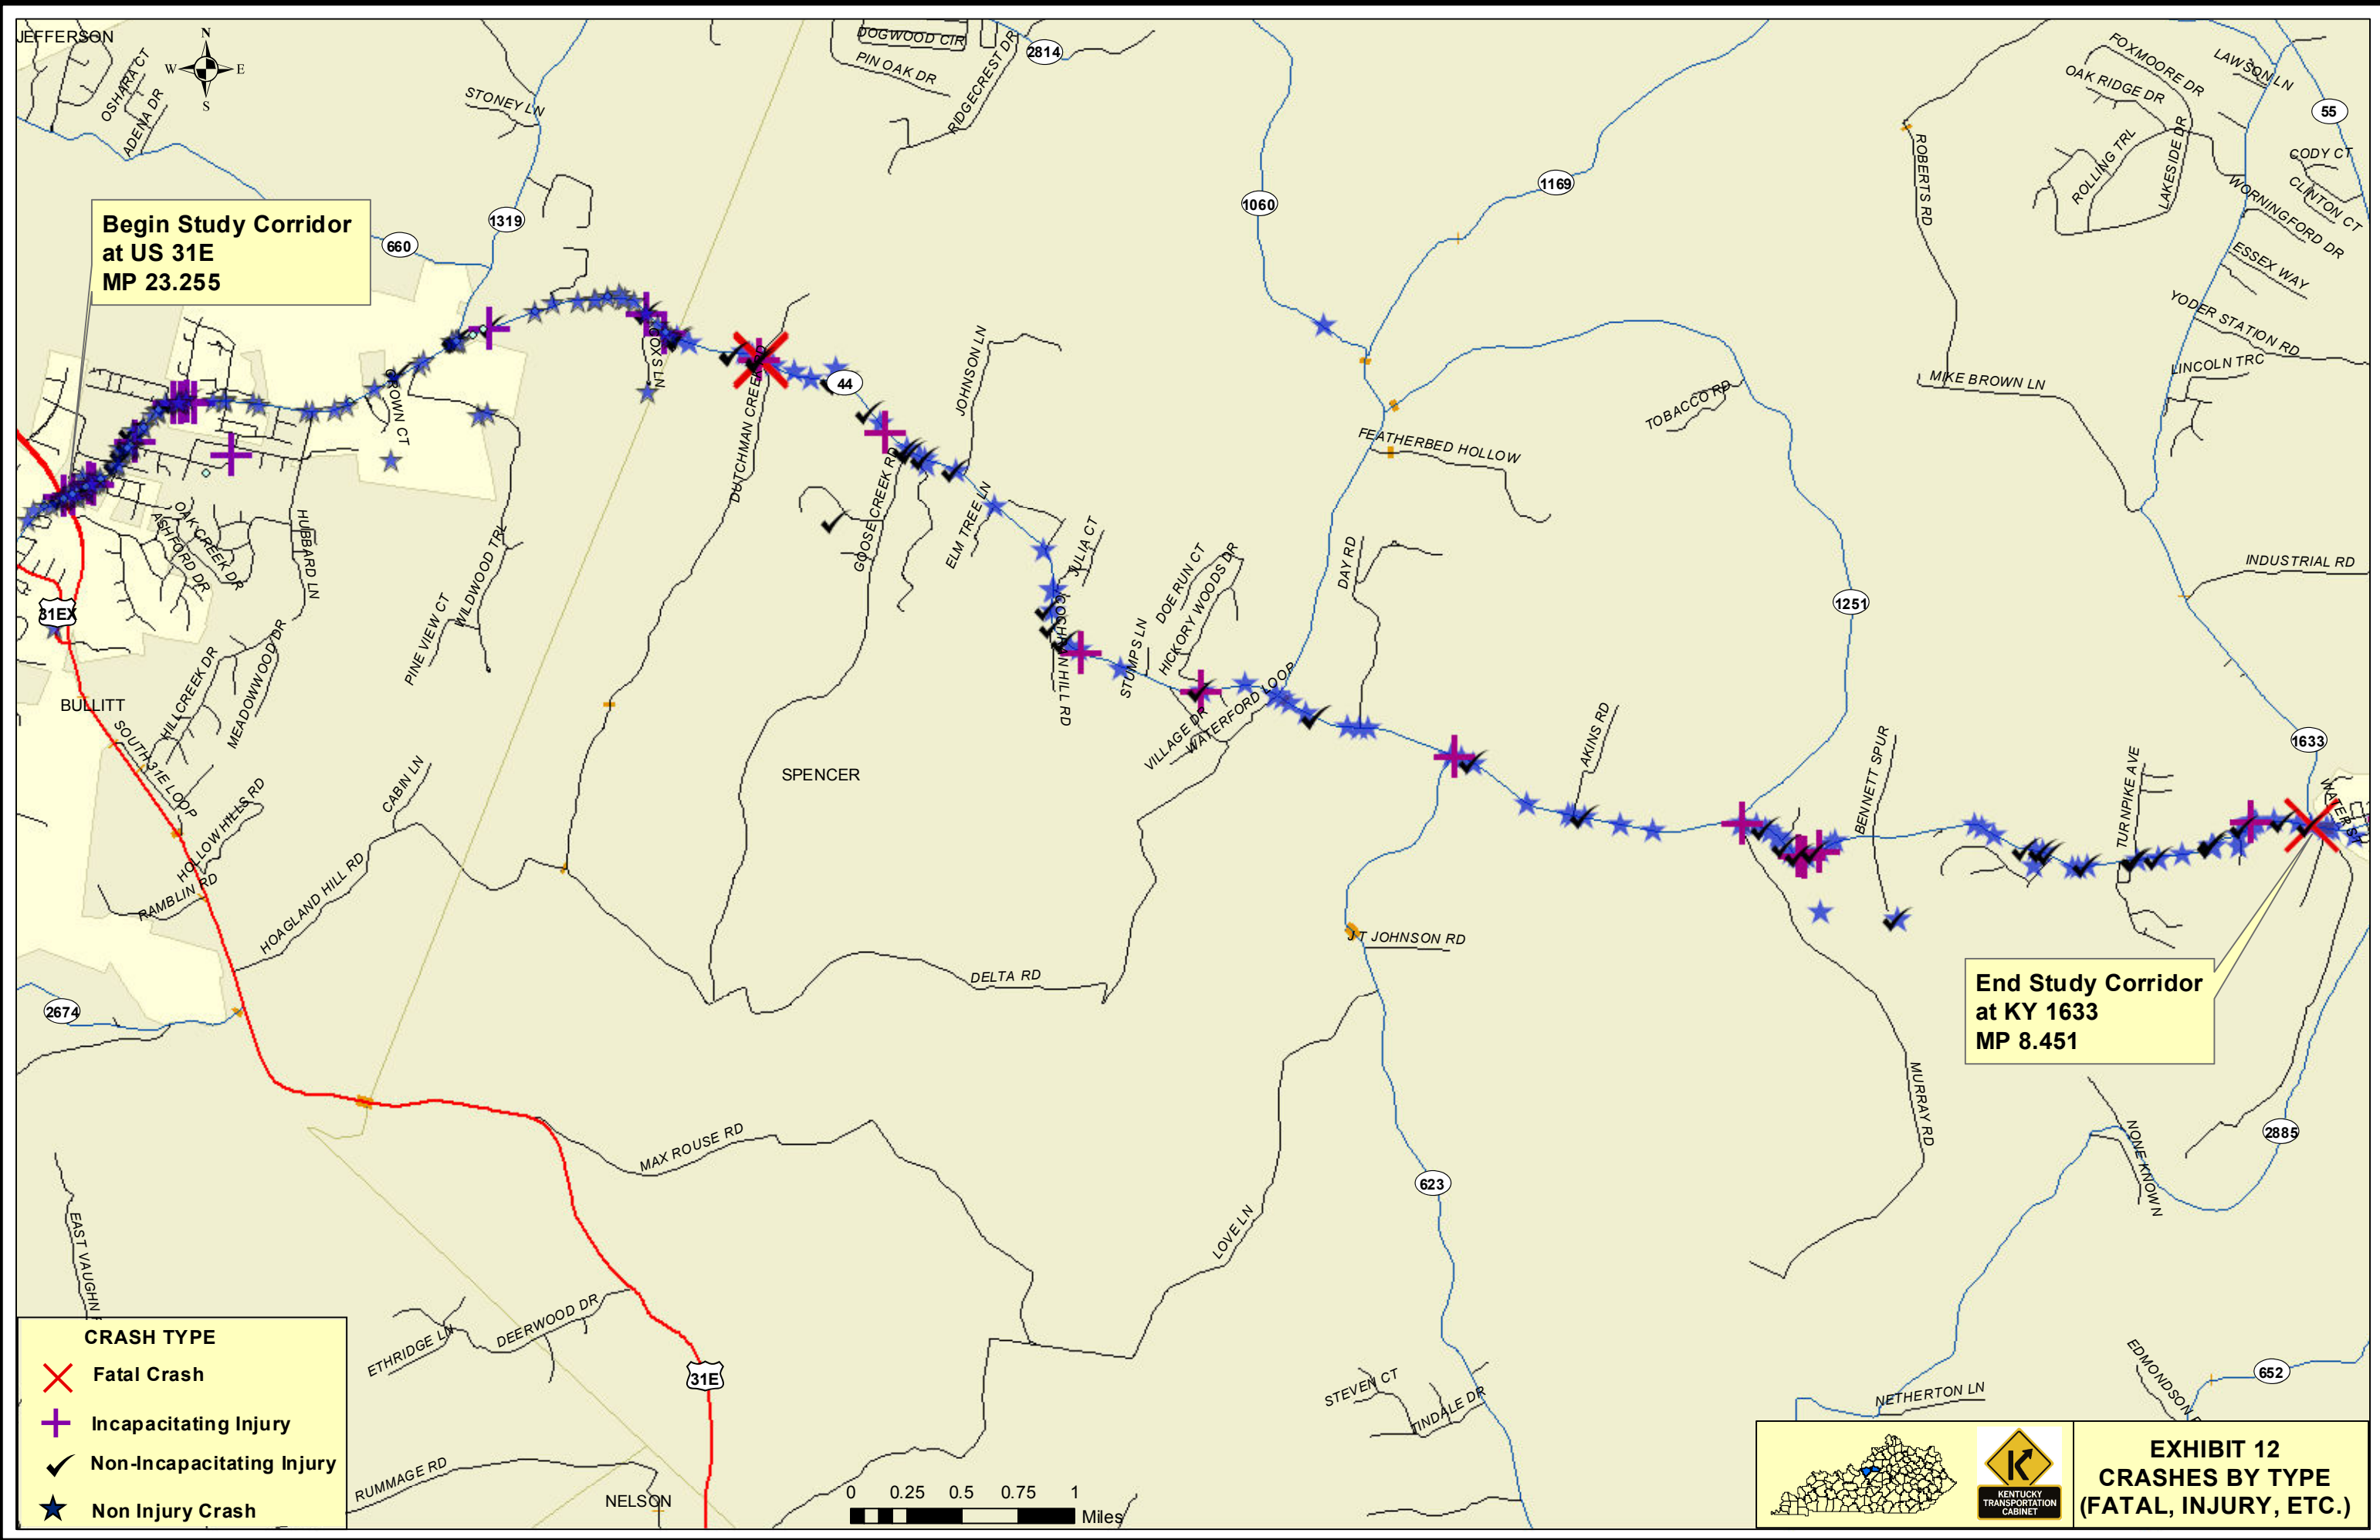 JEFFERSON
OSHARA CT
ADENA DR
N
W
E
S
STONEY LN
DOGWOOD CIR
PIN OAK DR
RIDGECREST DR
2814
FOXMOORE DR
OAK RIDGE DR
LAWSON LN
55
ROLLING TRL
LAKESIDE DR
CODY CT
CLINTON CT
WORNINGFORD DR
ESSEX WAY
YODER STATION RD
LINCOLN TRC
ROBERTS RD
MIKE BROWN LN
1169
1060
1319
660
Begin Study Corridor
at US 31E
MP 23.255
COXS LN
CROWN CT
44
JOHNSON LN
DUTCHMAN CREEK RD
GOOSE CREEK RD
ELM TREE LN
JULIA CT
TOBACCO RD
FEATHERBED HOLLOW
DAY RD
DOE RUN CT
HICKORY WOODS DR
STUMPS LN
VILLAGE DR
WATERFORD LOOP
OAK CREEK DR
ASHFORD DR
HUBBARD LN
WILDWOOD TRL
PINE VIEW CT
31EX
BULLITT
HILLCREEK DR
MEADOWWOOD DR
SOUTH 31E LOOP
HOLLOW HILLS RD
RAMBLIN RD
CABIN LN
HOAGLAND HILL RD
SPENCER
AKINS RD
1251
INDUSTRIAL RD
1633
BENNETT SPUR
TURNPIKE AVE
WATER ST
J T JOHNSON RD
DELTA RD
End Study Corridor
at KY 1633
MP 8.451
2674
MURRAY RD
NONE KNOWN
2885
MAX ROUSE RD
623
LOVE LN
EAST VAUGHN
ETHRIDGE LN
DEERWOOD DR
31E
STEVEN CT
TINDALE DR
NETHERTON LN
EDMONDSON
652
CRASH TYPE
Fatal Crash
Incapacitating Injury
Non-Incapacitating Injury
Non Injury Crash
RUMMAGE RD
NELSON
0 0.25 0.5 0.75 1
Miles
KENTUCKY
TRANSPORTATION
CABINET
EXHIBIT 12
CRASHES BY TYPE
(FATAL, INJURY, ETC.)